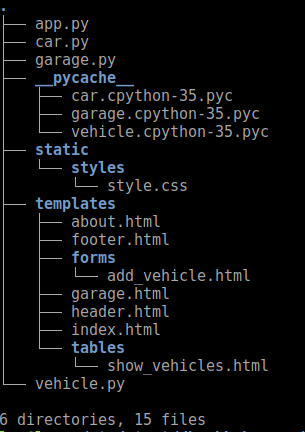 .
├── app.py
├── car.py
├── garage.py
├── __pycache__
│   ├── car.cpython-35.pyc
│   ├── garage.cpython-35.pyc
│   └── vehicle.cpython-35.pyc
├── static
│   └── styles
│       └── style.css
├── templates
│   ├── about.html
│   ├── footer.html
│   ├── forms
│   │   └── add_vehicle.html
│   ├── garage.html
│   ├── header.html
│   ├── index.html
│   └── tables
│       └── show_vehicles.html
└── vehicle.py
6 directories, 15 files